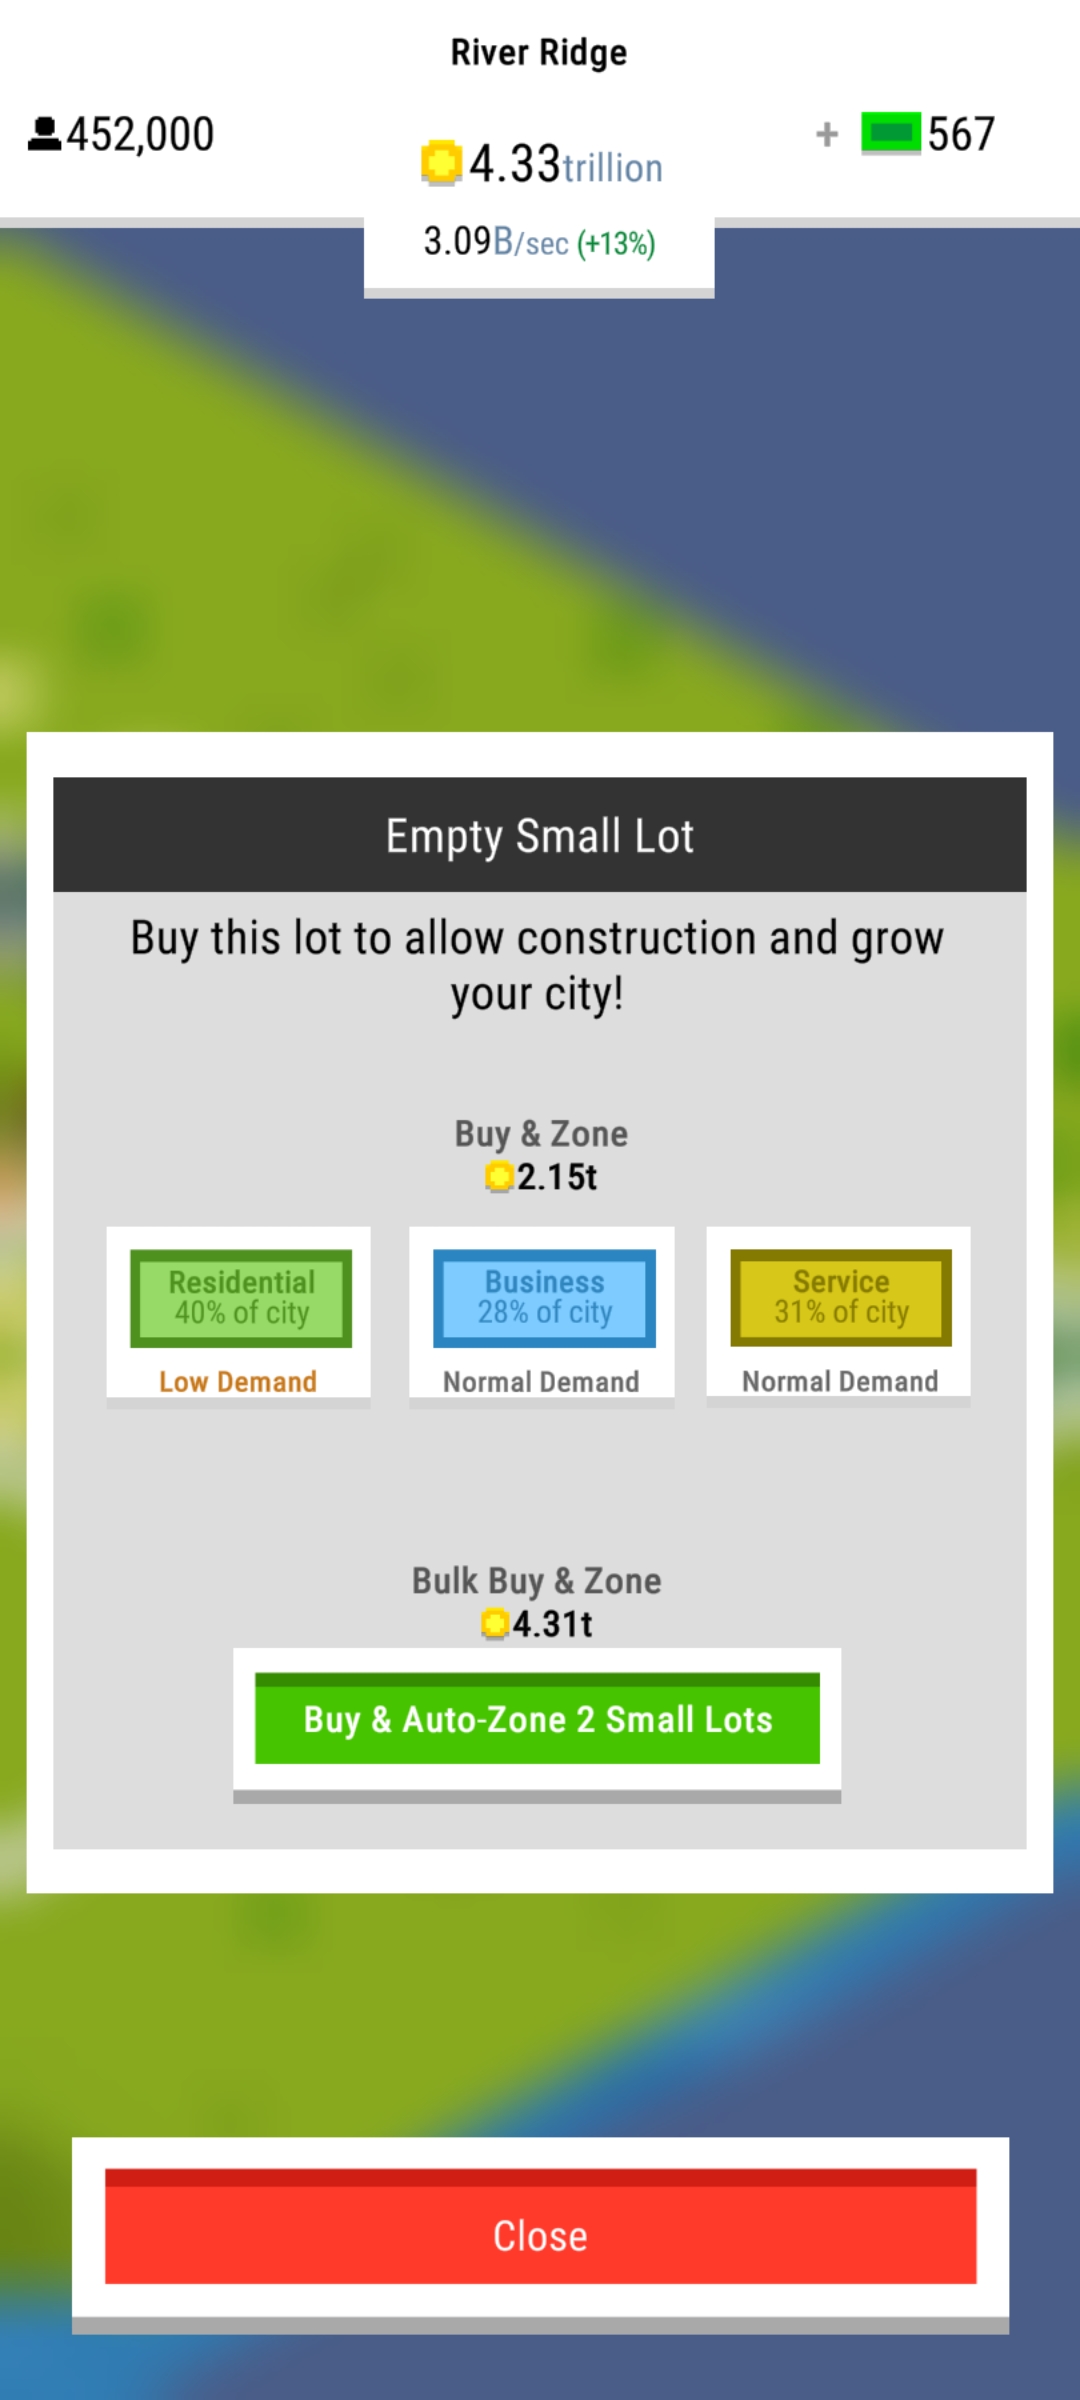 River Ridge
452,000
4.33trillion
+ 567
3.09B/sec (+13%)
Empty Small Lot
Buy this lot to allow construction and grow
your city!
Buy & Zone
2.15t
Residential
40% of city
Low Demand
Business
28% of city
Normal Demand
Service
31% of city
Normal Demand
Bulk Buy & Zone
4.31t
Buy & Auto-Zone 2 Small Lots
Close